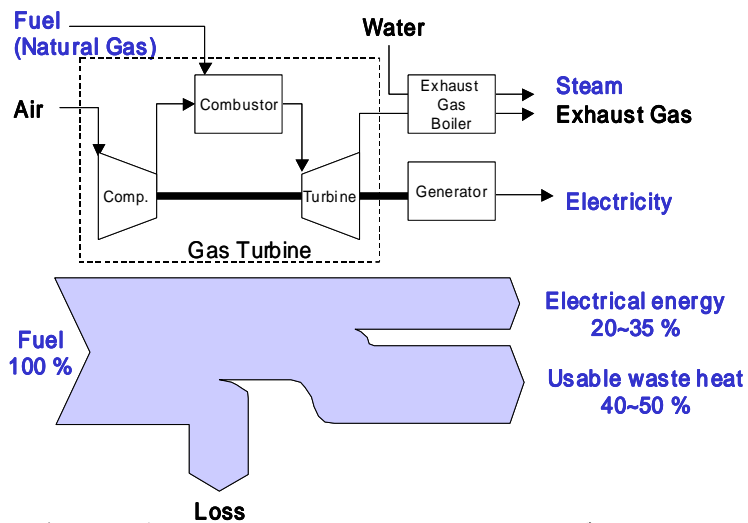 Fuel
(Natural Gas)
Water
Air
Combustor
Exhaust
Gas
Boiler
Steam
Exhaust Gas
Comp.
Turbine
Generator
Electricity
Gas Turbine
Electrical energy
20~35 %
Fuel
100 %
Usable waste heat
40~50 %
Loss